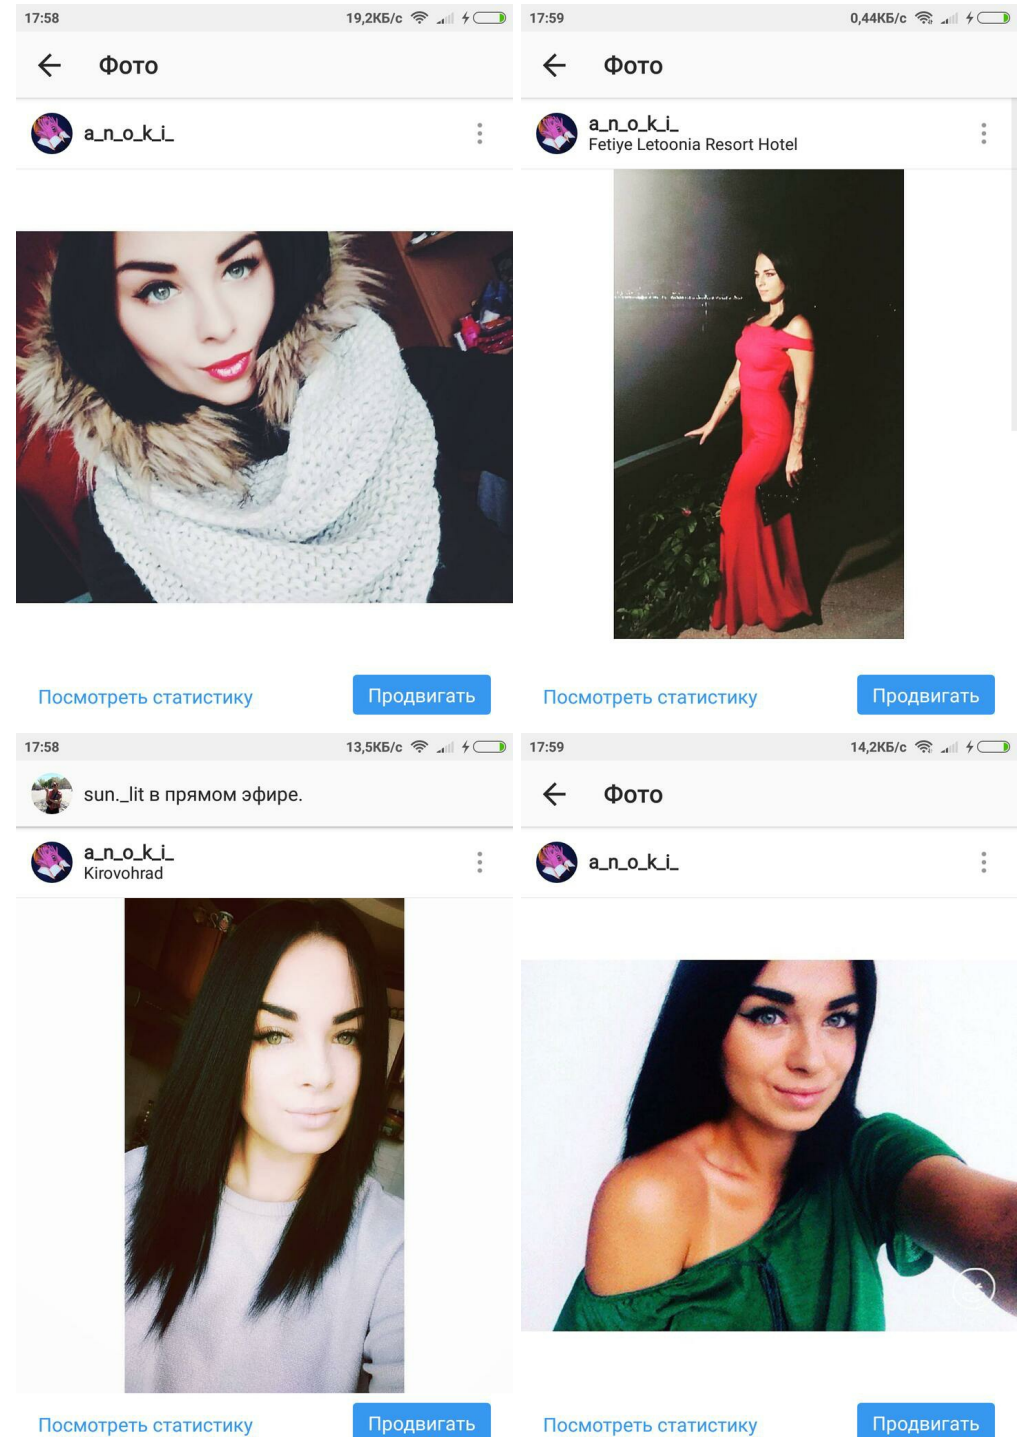 17:58
19,2КБ/с
Фото
a_n_o_k_i_
Посмотреть статистику
Продвигать
17:59
0,44КБ/с
Фото
a_n_o_k_i_
Fetiye Letoonia Resort Hotel
Посмотреть статистику
Продвигать
17:58
13,5КБ/с
sun._lit в прямом эфире.
a_n_o_k_i_
Kirovohrad
Посмотреть статистику
Продвигать
17:59
14,2КБ/с
Фото
a_n_o_k_i_
Посмотреть статистику
Продвигать